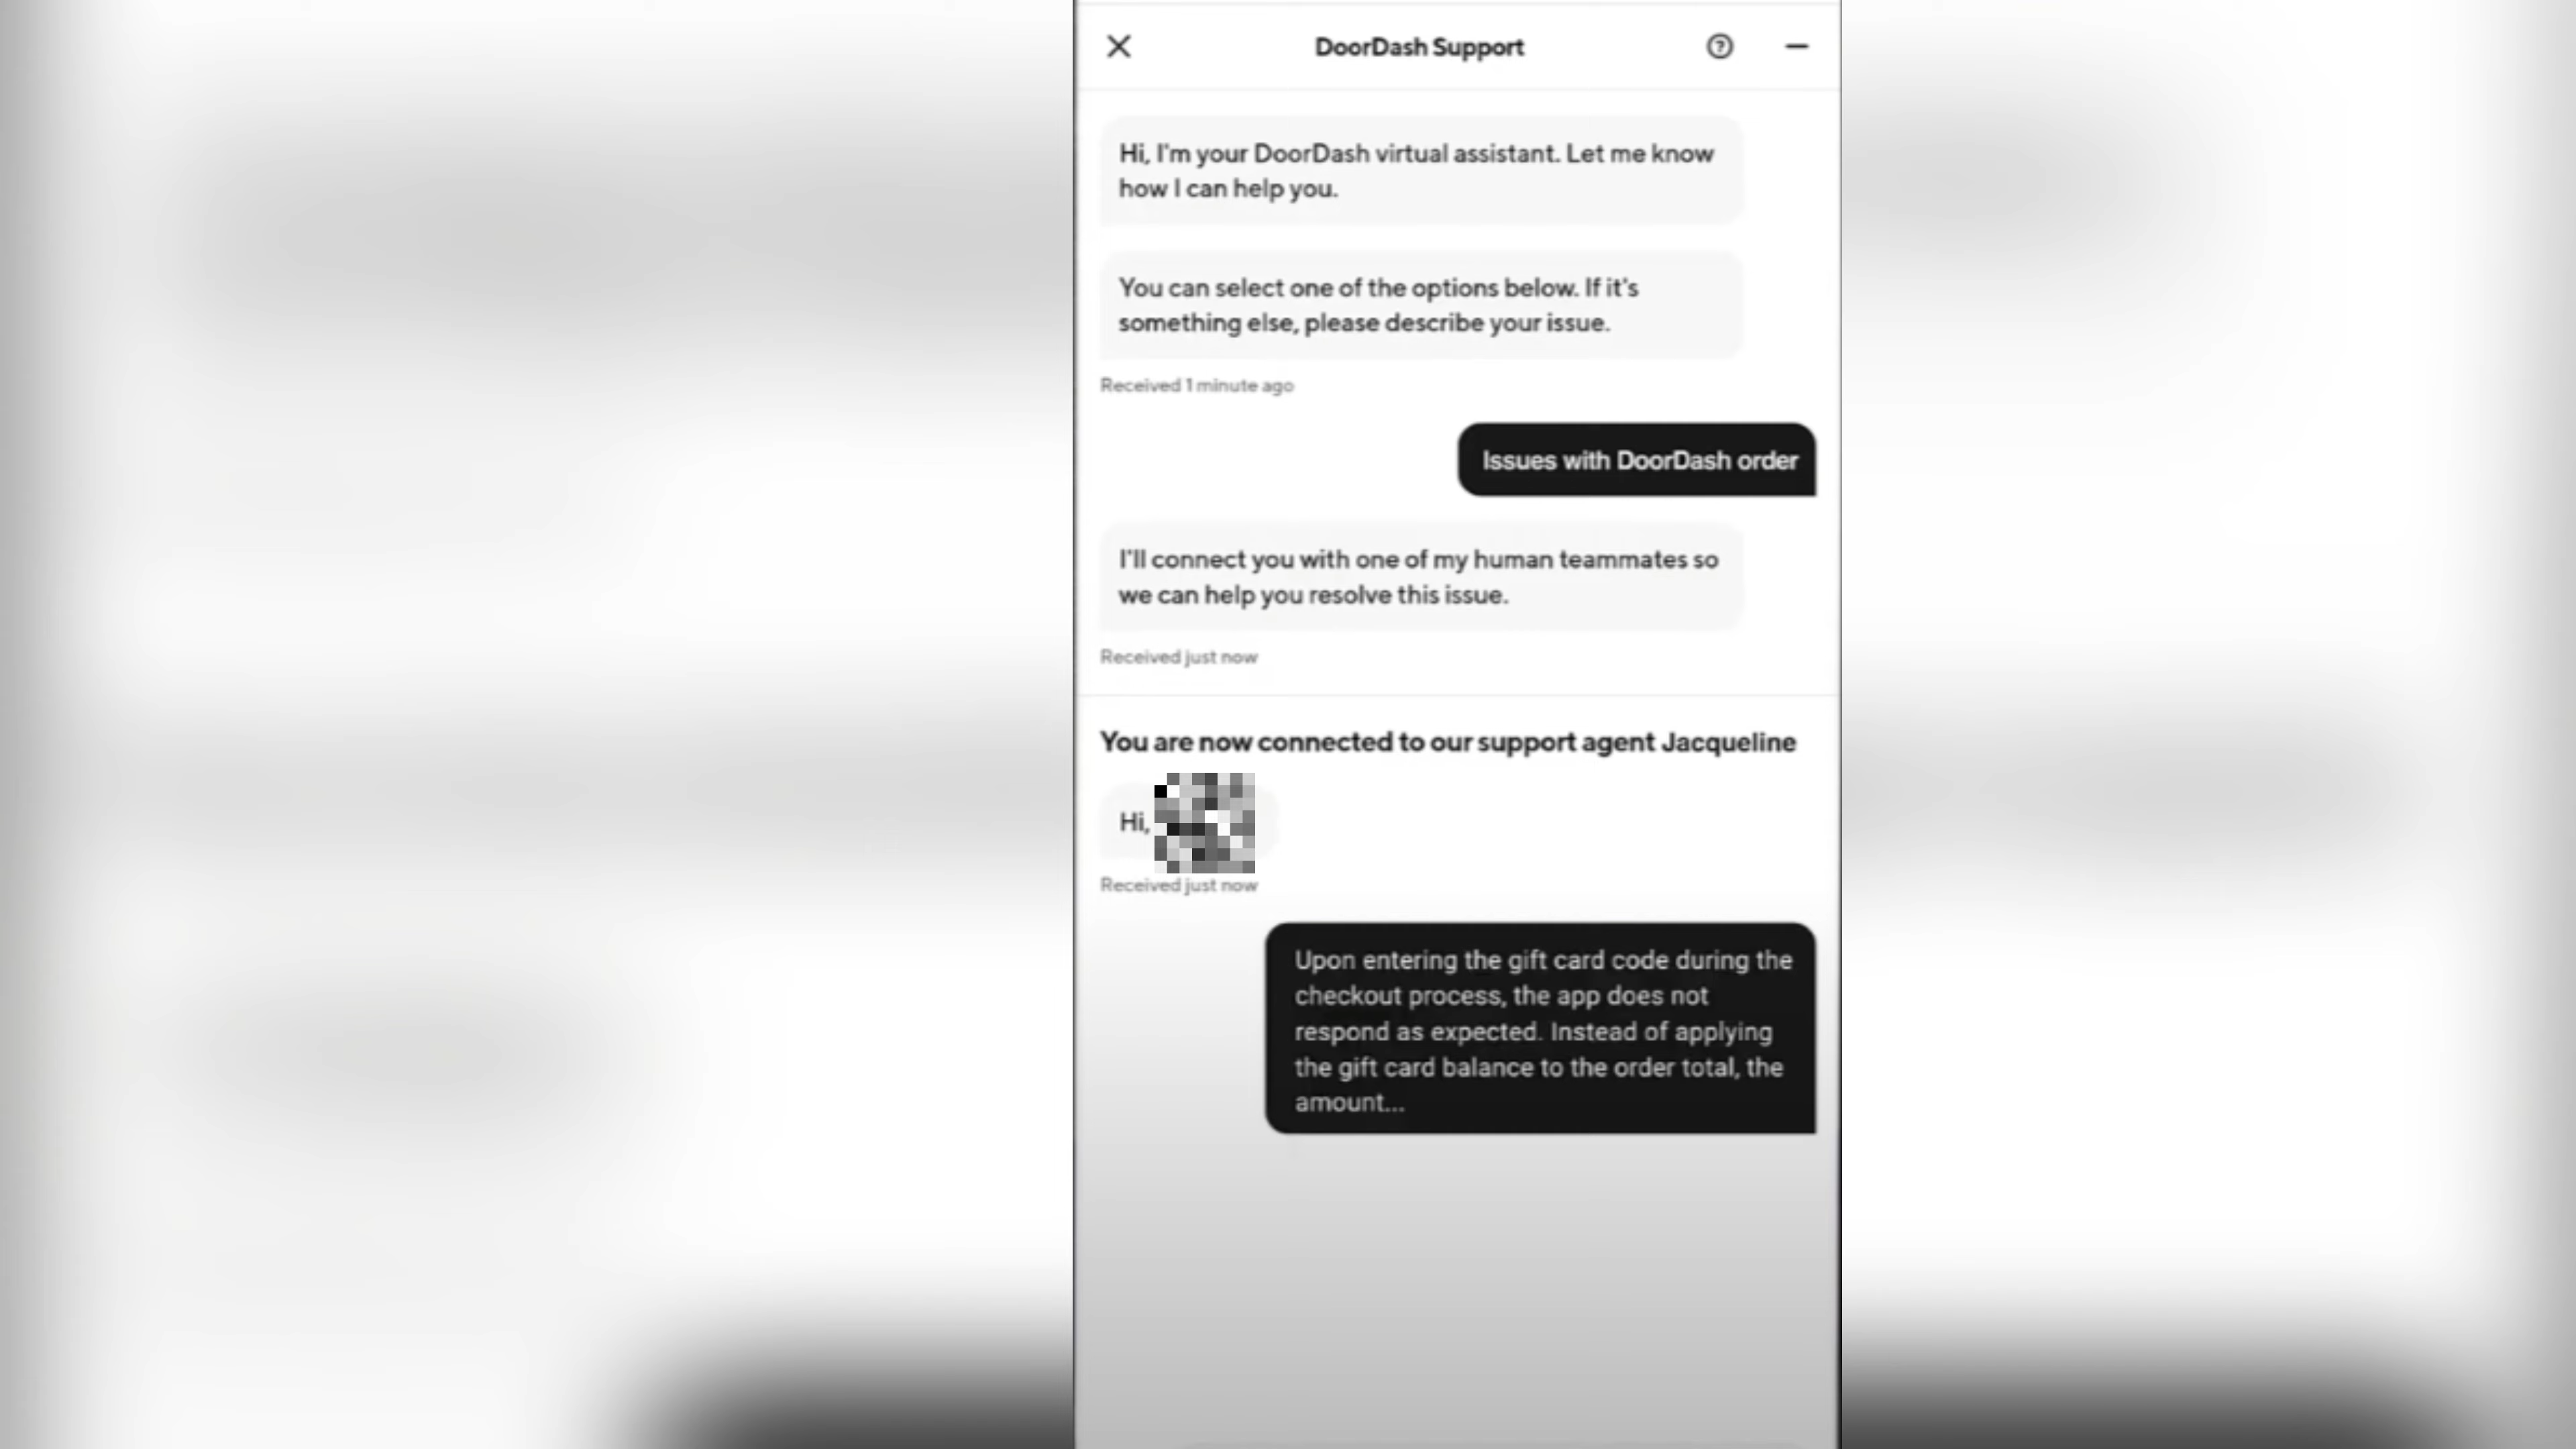 DoorDash Support
Hi, I'm your DoorDash virtual assistant. Let me know
how I can help you.
You can select one of the options below. If it's
something else, please describe your issue.
Received 1 minute ago
Issues with DoorDash order
I'll connect you with one of my human teammates so
we can help you resolve this issue.
Received just now
You are now connected to our support agent Jacqueline
Hi,
Received just now
Upon entering the gift card code during the
checkout process, the app does not
respond as expected. Instead of applying
the gift card balance to the order total, the
amount...